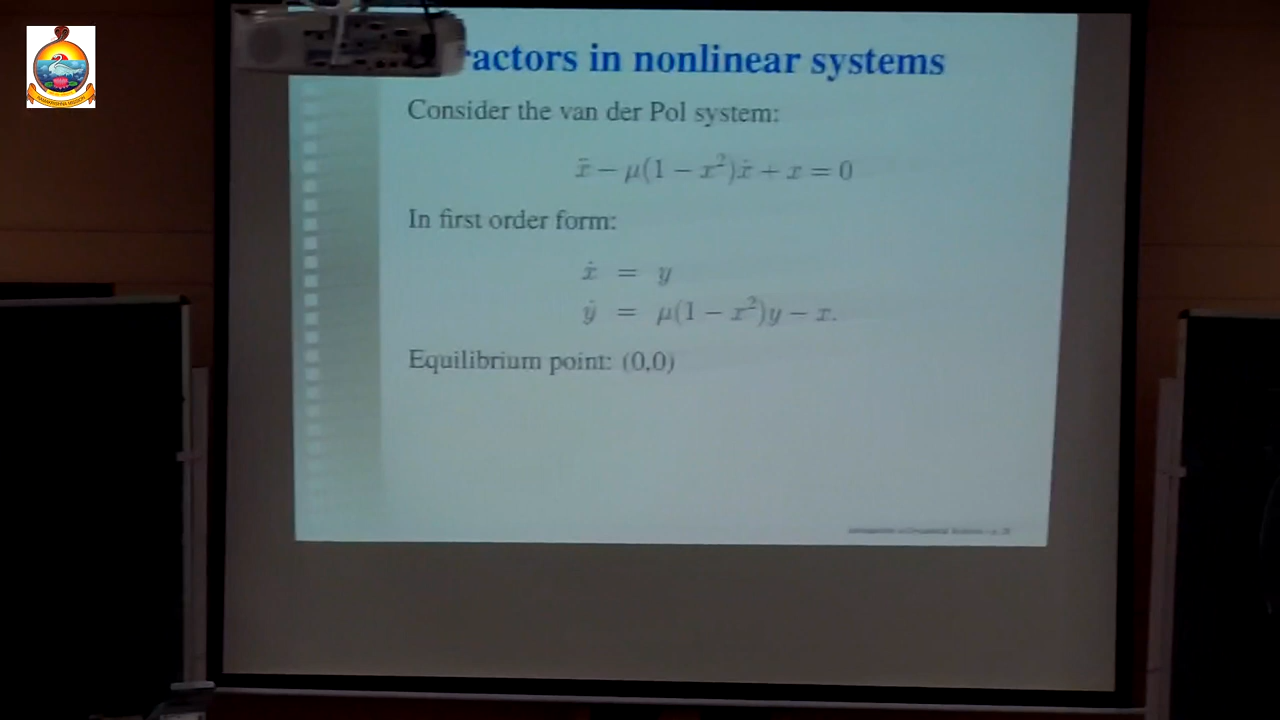 ractors in nonlinear systems
Consider the van der Pol system:
ẍ − μ(1 − x²)ẋ + x = 0
In first order form:
ẋ = y
ẏ = μ(1 − x²)y − x.
Equilibrium point: (0,0)